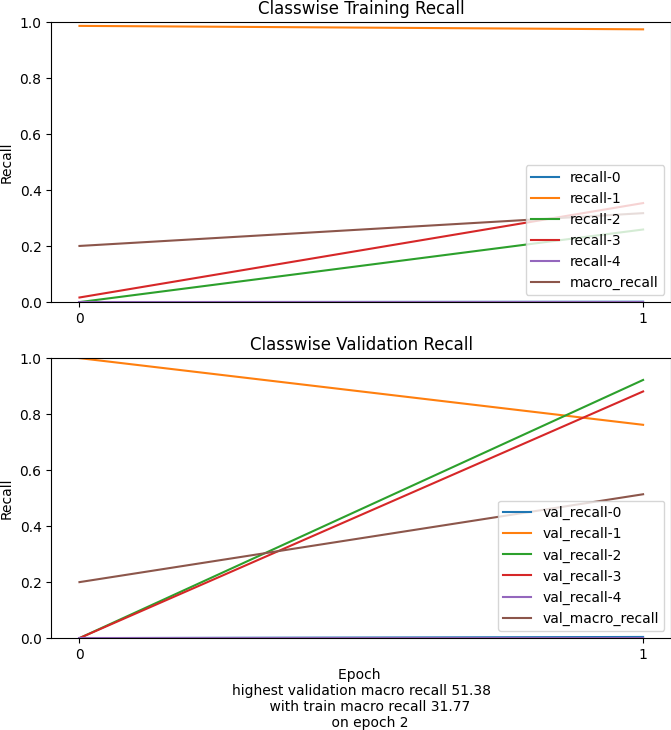 Classwise Training Recall
1.0
0.8
0.6
0.4
0.2
0.0
Recall
recall-0
recall-1
recall-2
recall-3
recall-4
macro_recall
0 1
Classwise Validation Recall
1.0
0.8
0.6
0.4
0.2
0.0
Recall
val_recall-0
val_recall-1
val_recall-2
val_recall-3
val_recall-4
val_macro_recall
0 1
Epoch
highest validation macro recall 51.38
with train macro recall 31.77
on epoch 2